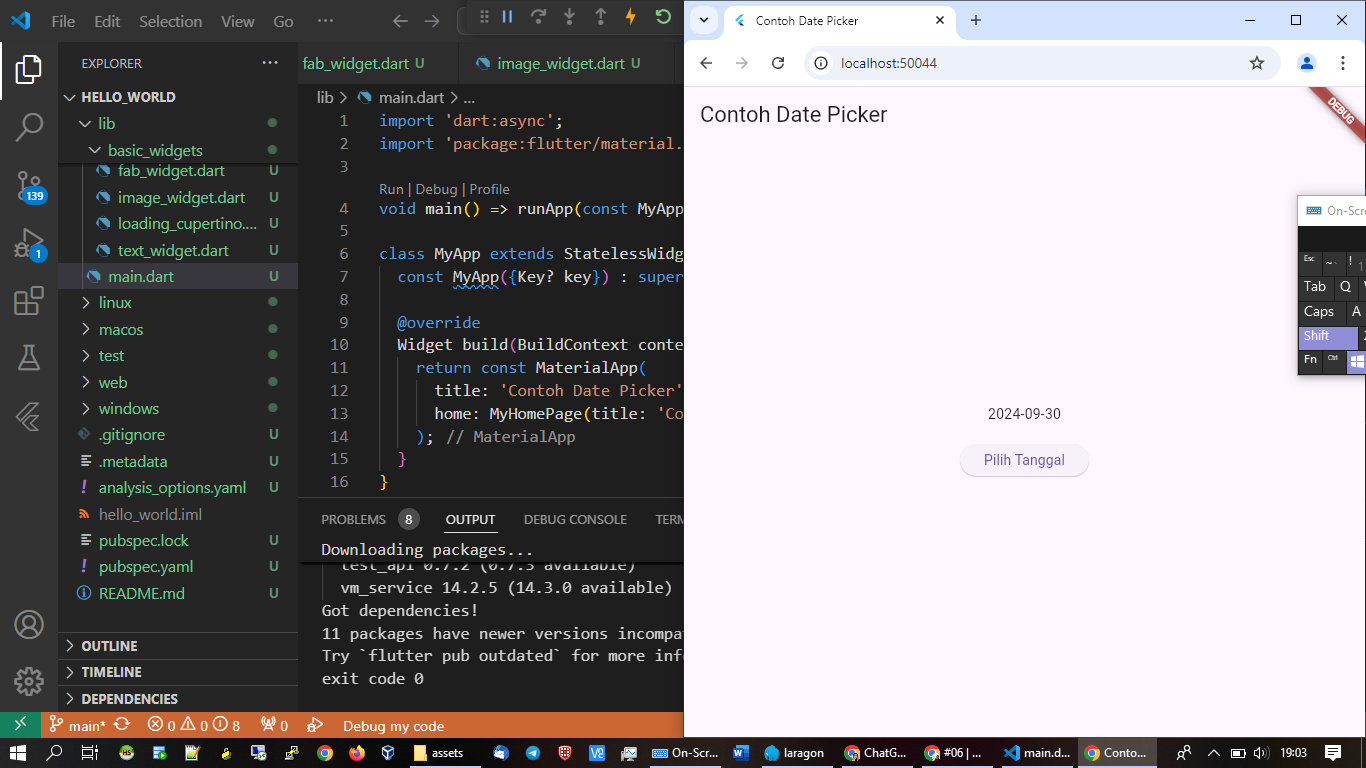 File Edit Selection View Go ···
EXPLORER
HELLO_WORLD
lib
basic_widgets
fab_widget.dart U
image_widget.dart U
loading_cupertino.... U
text_widget.dart U
main.dart U
linux
macos
test
web
windows
.gitignore U
.metadata U
analysis_options.yaml U
hello_world.iml
pubspec.lock U
pubspec.yaml U
README.md U
OUTLINE
TIMELINE
DEPENDENCIES
139
1
fab_widget.dart U image_widget.dart U
lib > main.dart > ...
1 import 'dart:async';
2 import 'package:flutter/material.
3
Run | Debug | Profile
4 void main() => runApp(const MyApp
5
6 class MyApp extends StatelessWidg
7 const MyApp({Key? key}) : super
8
9 @override
10 Widget build(BuildContext conte
11 return const MaterialApp(
12 title: 'Contoh Date Picker'
13 home: MyHomePage(title: 'Co
14 ); // MaterialApp
15 }
16 }
PROBLEMS 8 OUTPUT DEBUG CONSOLE TERM
Downloading packages...
test_api 0.7.2 (0.7.3 available)
vm_service 14.2.5 (14.3.0 available)
Got dependencies!
11 packages have newer versions incompa
Try `flutter pub outdated` for more inf
exit code 0
main* 0 0 8 0 Debug my code
Contoh Date Picker
localhost:50044
Contoh Date Picker
DEBUG
2024-09-30
Pilih Tanggal
On-Scr
Esc ~ ` ! 1
Tab Q
Caps A
Shift
Fn Ctrl
assets On-Scr... laragon ChatG... #06 | ... main.d... Conto... 19:03